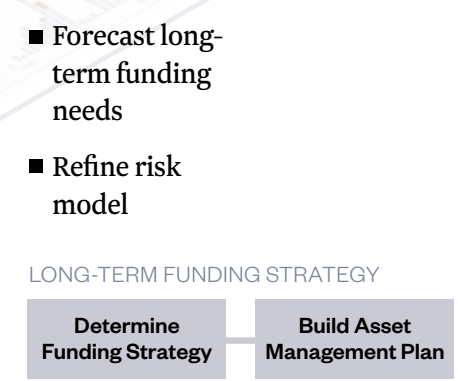 ■ Forecast long-
term funding
needs
■ Refine risk
model
LONG-TERM FUNDING STRATEGY
Determine
Funding Strategy
Build Asset
Management Plan